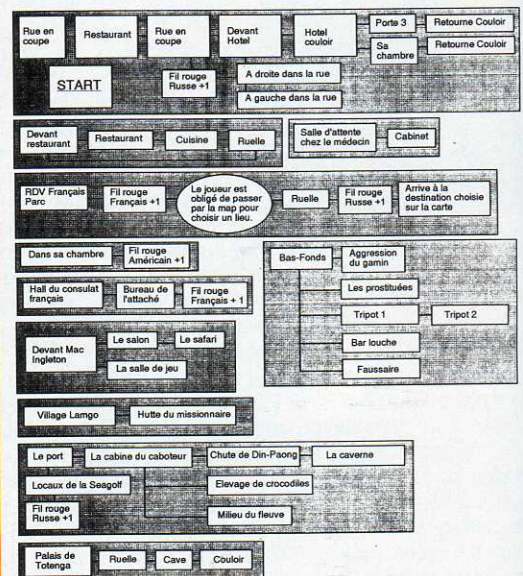 Rue en
coupe
Restaurant
Rue en
coupe
Devant
Hotel
Hotel
couloir
Porte 3
Retourne Couloir
Sa
chambre
Retourne Couloir
START
Fil rouge
Russe +1
A droite dans la rue
A gauche dans la rue
Devant
restaurant
Restaurant
Cuisine
Ruelle
Salle d'attente
chez le médecin
Cabinet
RDV Français
Parc
Fil rouge
Français +1
Le joueur est
obligé de passer
par la map pour
choisir un lieu.
Ruelle
Fil rouge
Russe +1
Arrive à la
destination choisie
sur la carte
Dans sa chambre
Fil rouge
Américain +1
Hall du consulat
français
Bureau de
l'attaché
Fil rouge
Français + 1
Bas-Fonds
Aggression
du gamin
Les prostituées
Tripot 1
Tripot 2
Bar louche
Faussaire
Devant Mac
Ingleton
Le salon
Le safari
La salle de jeu
Village Lamgo
Hutte du missionnaire
Le port
La cabine du caboteur
Chute de Din-Paong
La caverne
Locaux de la Seagolf
Elevage de crocodiles
Fil rouge
Russe +1
Milieu du fleuve
Palais de
Totenga
Ruelle
Cave
Couloir